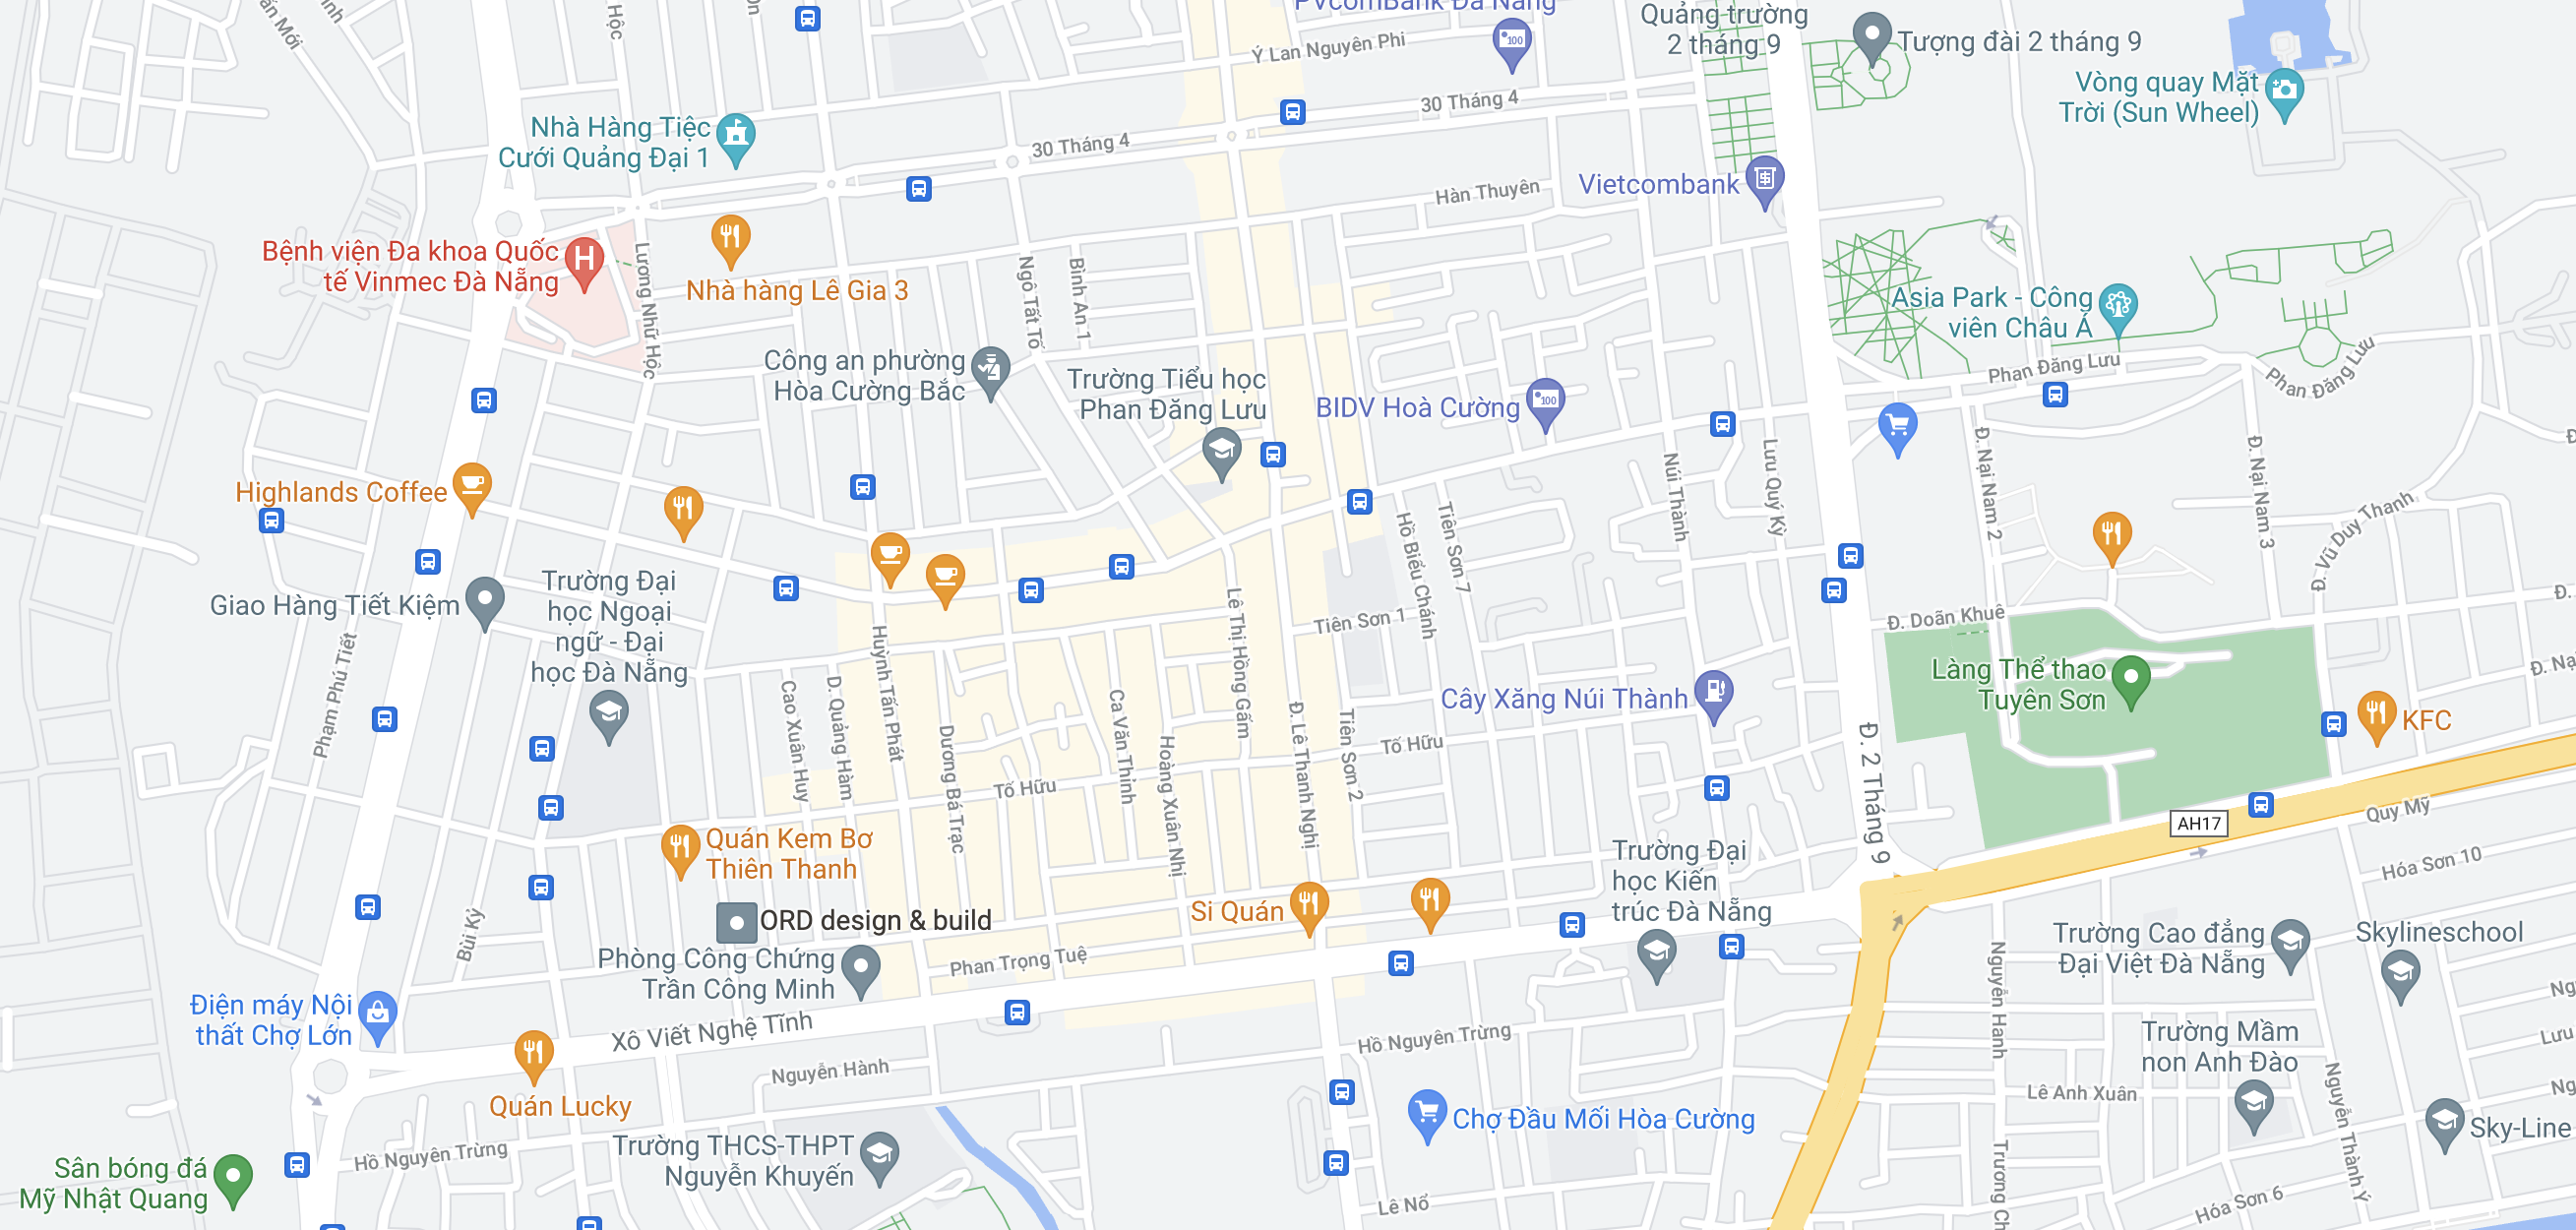 PVcomBank Đà Nẵng
Ý Lan Nguyên Phi
Quảng trường
2 tháng 9
Tượng đài 2 tháng 9
Vòng quay Mặt
Trời (Sun Wheel)
30 Tháng 4
30 Tháng 4
Nhà Hàng Tiệc
Cưới Quảng Đại 1
Hàn Thuyên
Vietcombank
Bệnh viện Đa khoa Quốc
tế Vinmec Đà Nẵng
Lương Nhữ Hộc
Nhà hàng Lê Gia 3
Ngô Tất Tố
Bình An 1
Asia Park - Công
viên Châu Á
Phan Đăng Lưu
Phan Đăng Lưu
Công an phường
Hòa Cường Bắc
Trường Tiểu học
Phan Đăng Lưu
BIDV Hoà Cường
Highlands Coffee
Núi Thành
Lưu Quý Kỳ
Đ. Nại Nam 2
Đ. Nại Nam 3
Đ. Vũ Duy Thanh
Hồ Biểu Chánh
Tiên Sơn 7
Giao Hàng Tiết Kiệm
Trường Đại
học Ngoại
ngữ - Đại
học Đà Nẵng
Phạm Phú Tiết
Huỳnh Tấn Phát
Lê Thị Hồng Gấm
Tiên Sơn 1
Đ. Doãn Khuê
Làng Thể thao
Tuyên Sơn
KFC
Cây Xăng Núi Thành
Cao Xuân Huy
D. Quảng Hàm
Dương Bá Trạc
Ca Văn Thỉnh
Hoàng Xuân Nhị
Đ. Lê Thanh Nghị
Tiên Sơn 2
Tố Hữu
Tố Hữu
Đ. 2 Tháng 9
AH17
Quy Mỹ
Hóa Sơn 10
Quán Kem Bơ
Thiên Thanh
ORD design & build
Si Quán
Trường Đại
học Kiến
trúc Đà Nẵng
Bùi Kỷ
Phòng Công Chứng
Trần Công Minh
Phan Trọng Tuệ
Trường Cao đẳng
Đại Việt Đà Nẵng
Skylineschool
Nguyễn Hanh
Điện máy Nội
thất Chợ Lớn
Xô Viết Nghệ Tĩnh
Hồ Nguyên Trừng
Trường Mầm
non Anh Đào
Nguyễn Hành
Lê Anh Xuân
Lưu
Quán Lucky
Chợ Đầu Mối Hòa Cường
Nguyễn Thành Ý
Sky-Line
Hồ Nguyên Trừng
Trường THCS-THPT
Nguyễn Khuyến
Sân bóng đá
Mỹ Nhật Quang
Lê Nổ
Hóa Sơn 6